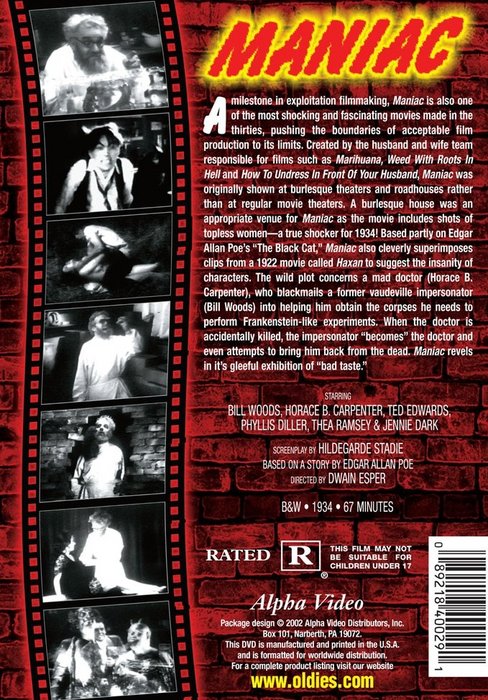 MANIAC
A milestone in exploitation filmmaking, Maniac is also one
of the most shocking and fascinating movies made in the
thirties, pushing the boundaries of acceptable film
production to its limits. Created by the husband and wife team
responsible for films such as Marihuana, Weed With Roots In
Hell and How To Undress In Front Of Your Husband, Maniac was
originally shown at burlesque theaters and roadhouses rather
than at regular movie theaters. A burlesque house was an
appropriate venue for Maniac as the movie includes shots of
topless women—a true shocker for 1934! Based partly on Edgar
Allan Poe's "The Black Cat," Maniac also cleverly superimposes
clips from a 1922 movie called Haxan to suggest the insanity of
characters. The wild plot concerns a mad doctor (Horace B.
Carpenter), who blackmails a former vaudeville impersonator
(Bill Woods) into helping him obtain the corpses he needs to
perform Frankenstein-like experiments. When the doctor is
accidentally killed, the impersonator "becomes" the doctor and
even attempts to bring him back from the dead. Maniac revels
in it's gleeful exhibition of "bad taste."
STARRING
BILL WOODS, HORACE B. CARPENTER, TED EDWARDS,
PHYLLIS DILLER, THEA RAMSEY & JENNIE DARK
SCREENPLAY BY HILDEGARDE STADIE
BASED ON A STORY BY EDGAR ALLAN POE
DIRECTED BY DWAIN ESPER
B&W • 1934 • 67 MINUTES
RATED R ® THIS FILM MAY NOT
BE SUITABLE FOR
CHILDREN UNDER 17
Alpha Video
Package design © 2002 Alpha Video Distributors, Inc.
Box 101, Narberth, PA 19072.
This DVD is manufactured and printed in the U.S.A.
and is formatted for worldwide distribution.
For a complete product listing visit our website
www.oldies.com
0 89218 40029 1